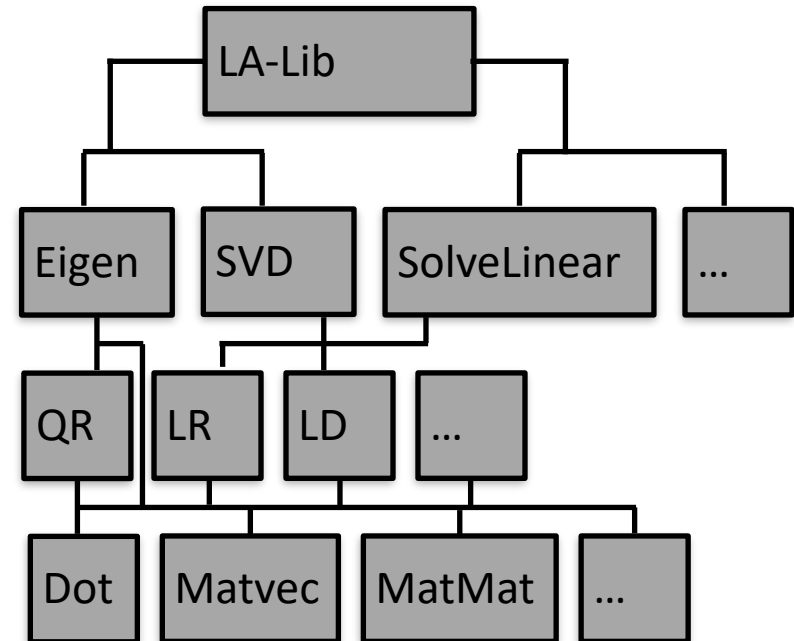 LA-Lib
Eigen
SVD
SolveLinear
...
QR
LR
LD
...
Dot
Matvec
MatMat
...